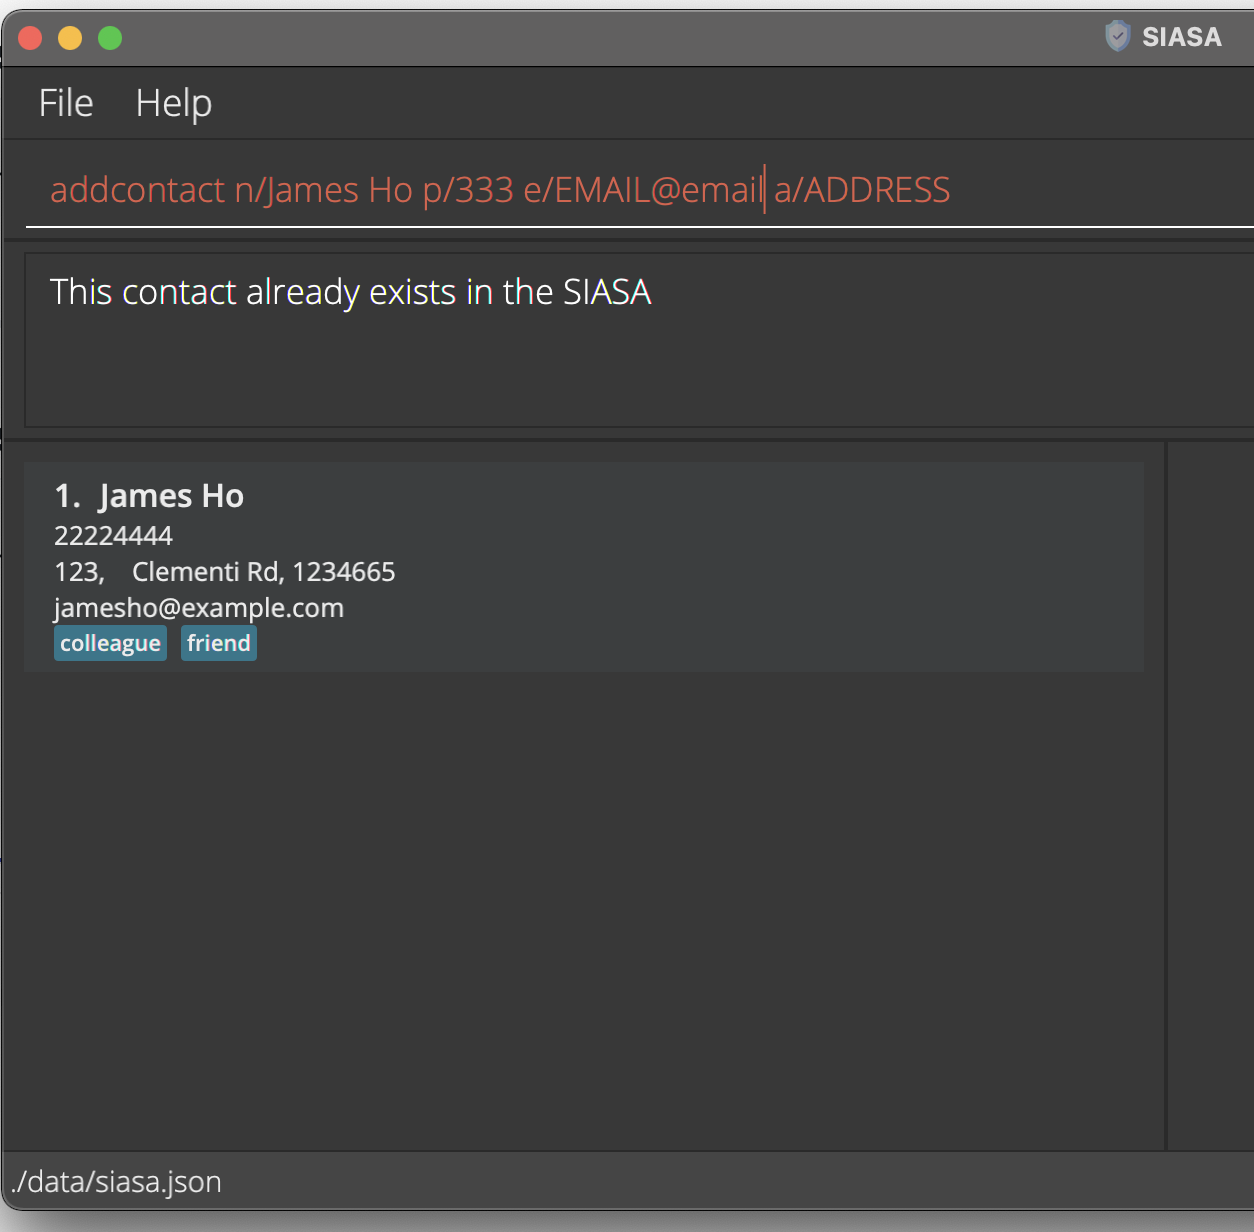 SIASA
File Help
addcontact n/James Ho p/333 e/EMAIL@email a/ADDRESS
This contact already exists in the SIASA
1. James Ho
22224444
123, Clementi Rd, 1234665
jamesho@example.com
colleague friend
./data/siasa.json